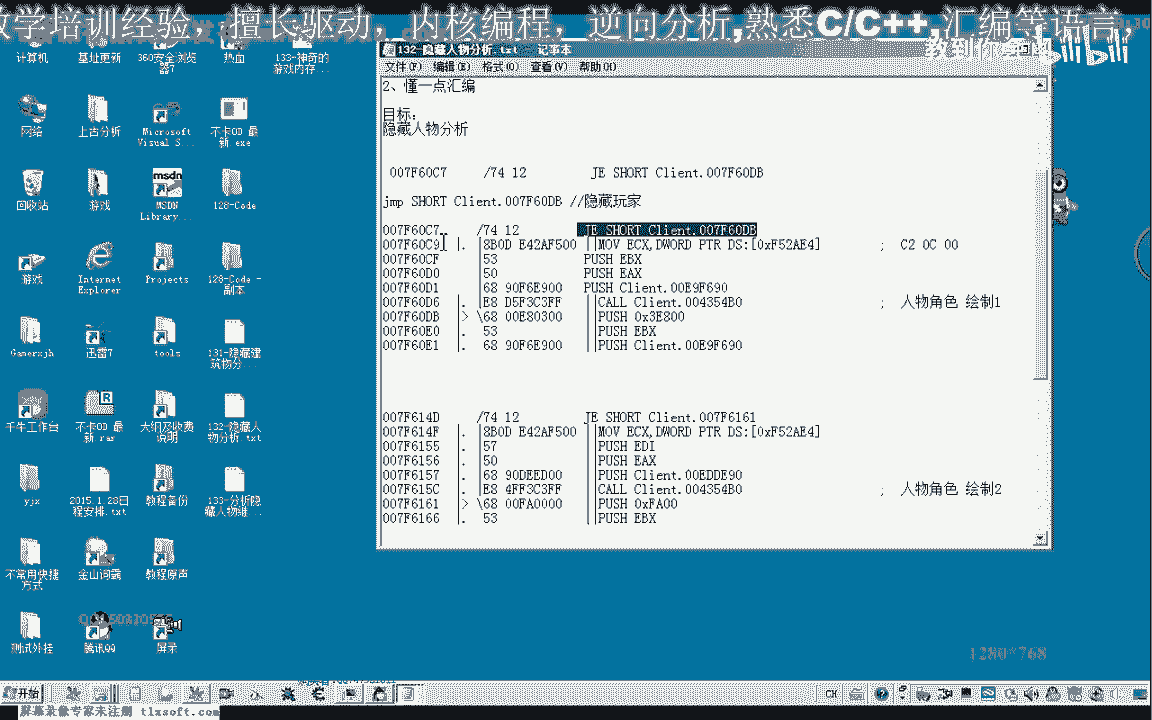 教学培训经验，擅长驱动，内核编程，逆向分析,熟悉C/C++,汇编等语言，
bilibili
计算机
基址更新
360安全浏览器7
热血
133-神奇的游戏内存...
网络
上古分析
Microsoft Visual S...
不卡OD 最新.exe
回收站
游戏
MSDN Library...
128-Code
游戏
Internet Explorer
Projects
128-Code - 副本
Gamerxjh
迅雷7
tools
131-隐藏建筑物分...
千牛工作台
不卡OD 最新.rar
大纲及收费说明
132-隐藏人物分析.txt
yjx
2015.1.28日程安排.txt
教程备份
133-分析隐藏人物继...
不常用快捷方式
金山词霸
教程原声
测试外挂
腾讯QQ
屏录
132-隐藏人物分析.txt - 记事本
文件(F) 编辑(E) 格式(O) 查看(V) 帮助(H)
2、懂一点汇编
目标：
隐藏人物分析
007F60C7 /74 12 JE SHORT Client.007F60DB
jmp SHORT Client.007F60DB //隐藏玩家
007F60C7 /74 12 JE SHORT Client.007F60DB
007F60C9 |. |8B0D E42AF500 ||MOV ECX,DWORD PTR DS:[0xF52AE4] ; C2 0C 00
007F60CF |53 PUSH EBX
007F60D0 |50 PUSH EAX
007F60D1 |68 90F6E900 PUSH Client.00E9F690
007F60D6 |. |E8 D5F3C3FF ||CALL Client.004354B0 ; 人物角色 绘制1
007F60DB |> \68 00E80300 ||PUSH 0x3E800
007F60E0 |. 53 ||PUSH EBX
007F60E1 |. 68 90F6E900 ||PUSH Client.00E9F690
007F614D /74 12 JE SHORT Client.007F6161
007F614F |. |8B0D E42AF500 ||MOV ECX,DWORD PTR DS:[0xF52AE4]
007F6155 |. |57 ||PUSH EDI
007F6156 |. |50 ||PUSH EAX
007F6157 |. |68 90DEED00 ||PUSH Client.00EDDE90
007F615C |. |E8 4FF3C3FF ||CALL Client.004354B0 ; 人物角色 绘制2
007F6161 |> \68 00FA0000 ||PUSH 0xFA00
007F6166 |. 53 ||PUSH EBX
1280*768
开始
CH
屏幕录像专家未注册 tlxsoft.com